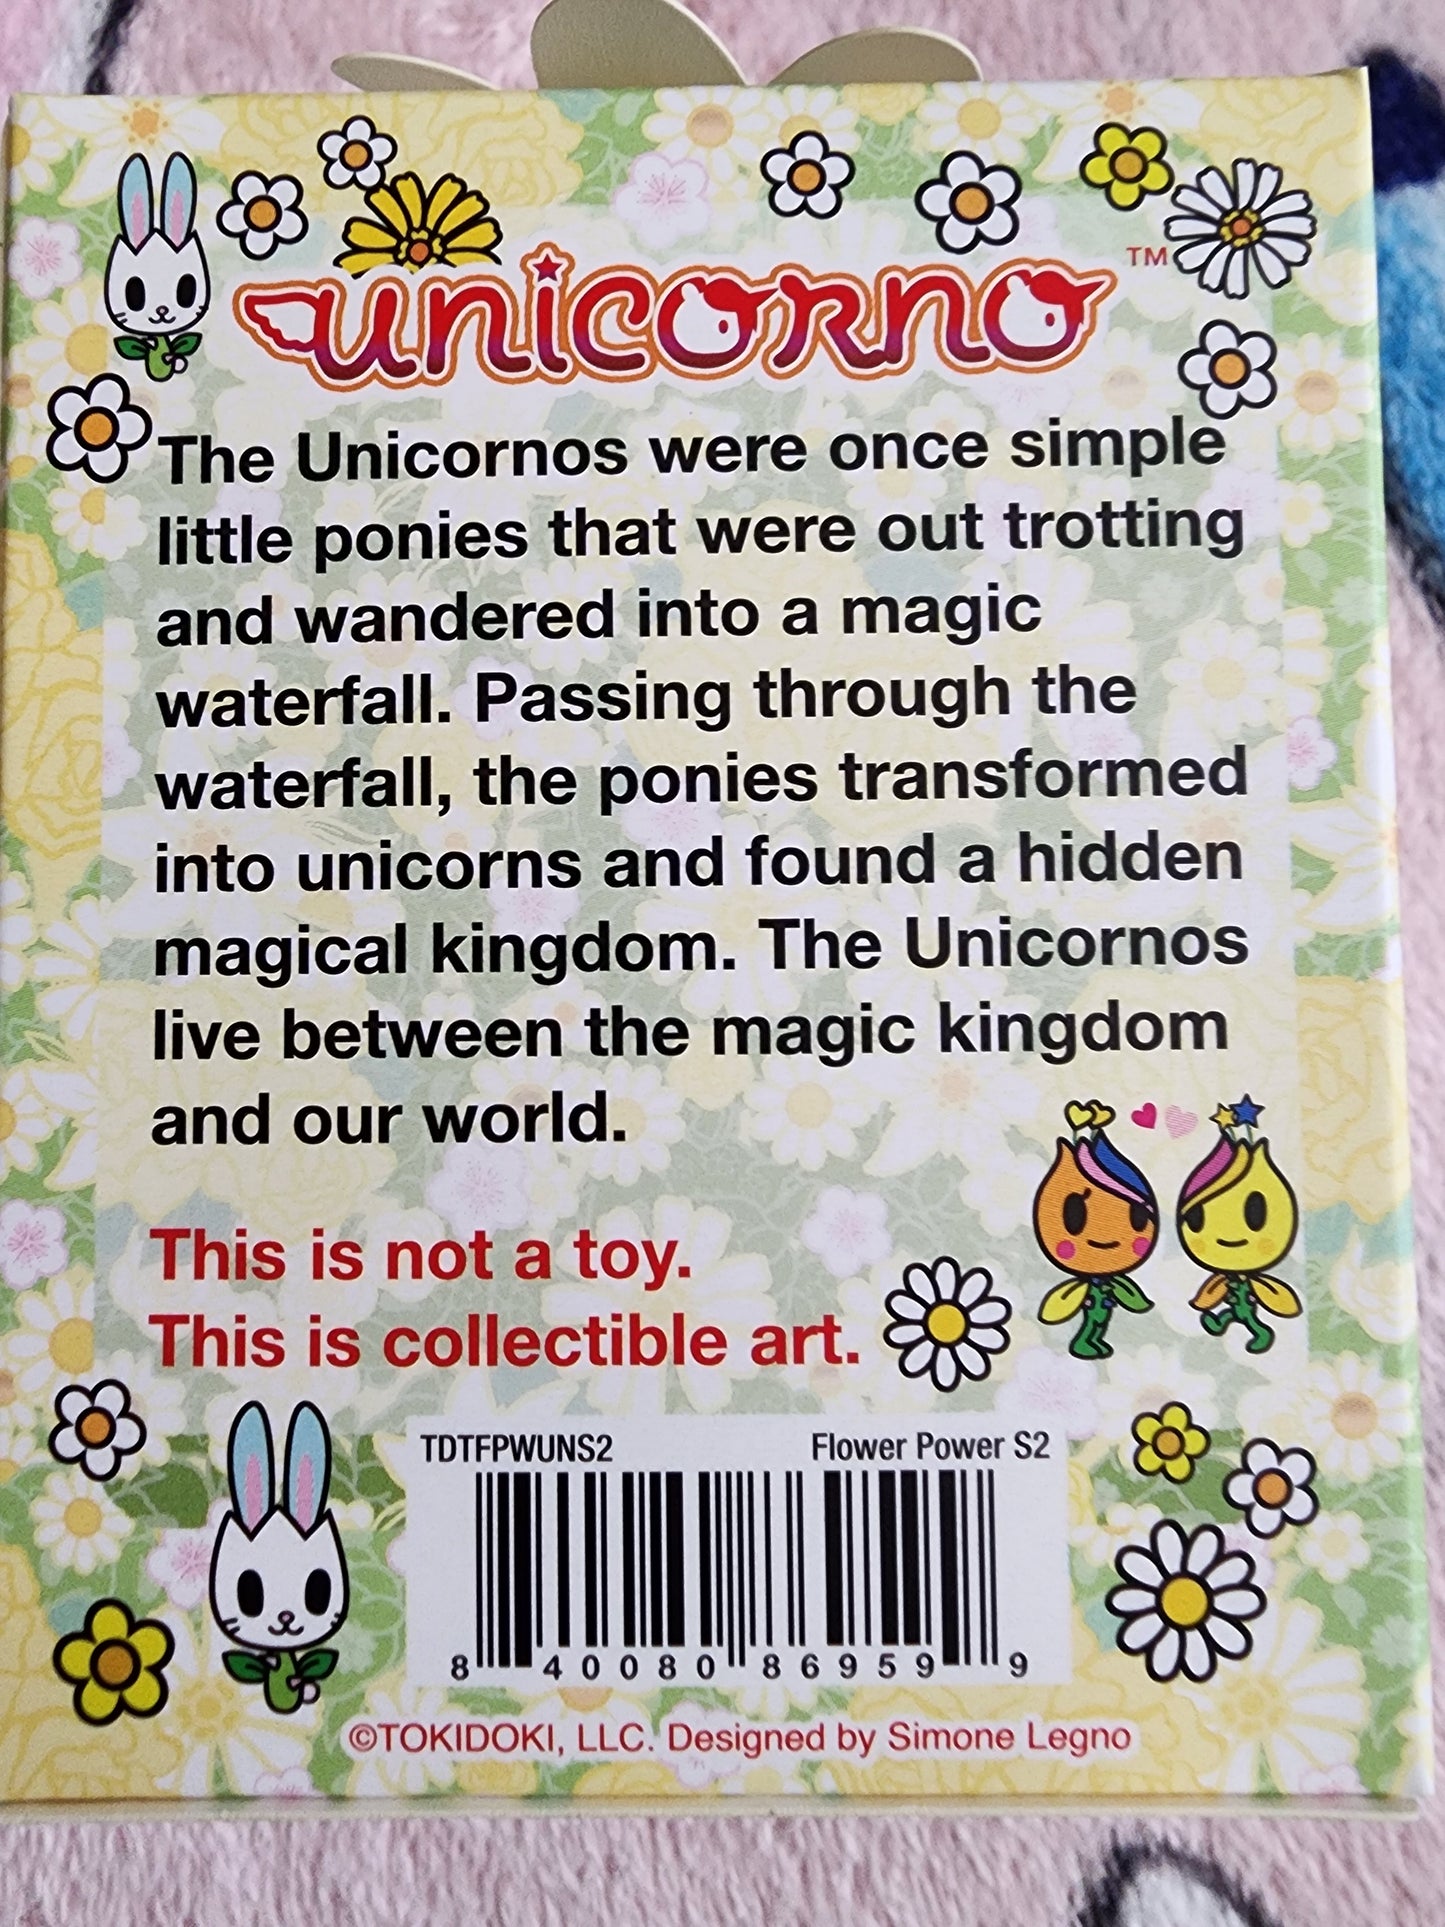 unicorno™
The Unicornos were once simple
little ponies that were out trotting
and wandered into a magic
waterfall. Passing through the
waterfall, the ponies transformed
into unicorns and found a hidden
magical kingdom. The Unicornos
live between the magic kingdom
and our world.
This is not a toy.
This is collectible art.
TDTFPWUNS2 Flower Power S2
8 40080 86959 9
©TOKIDOKI, LLC. Designed by Simone Legno